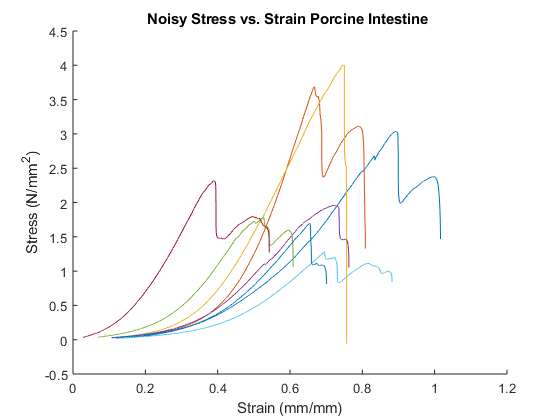 Noisy Stress vs. Strain Porcine Intestine
4.5
4
3.5
3
2.5
2
1.5
1
0.5
0
-0.5
Stress (N/mm²)
0 0.2 0.4 0.6 0.8 1 1.2
Strain (mm/mm)